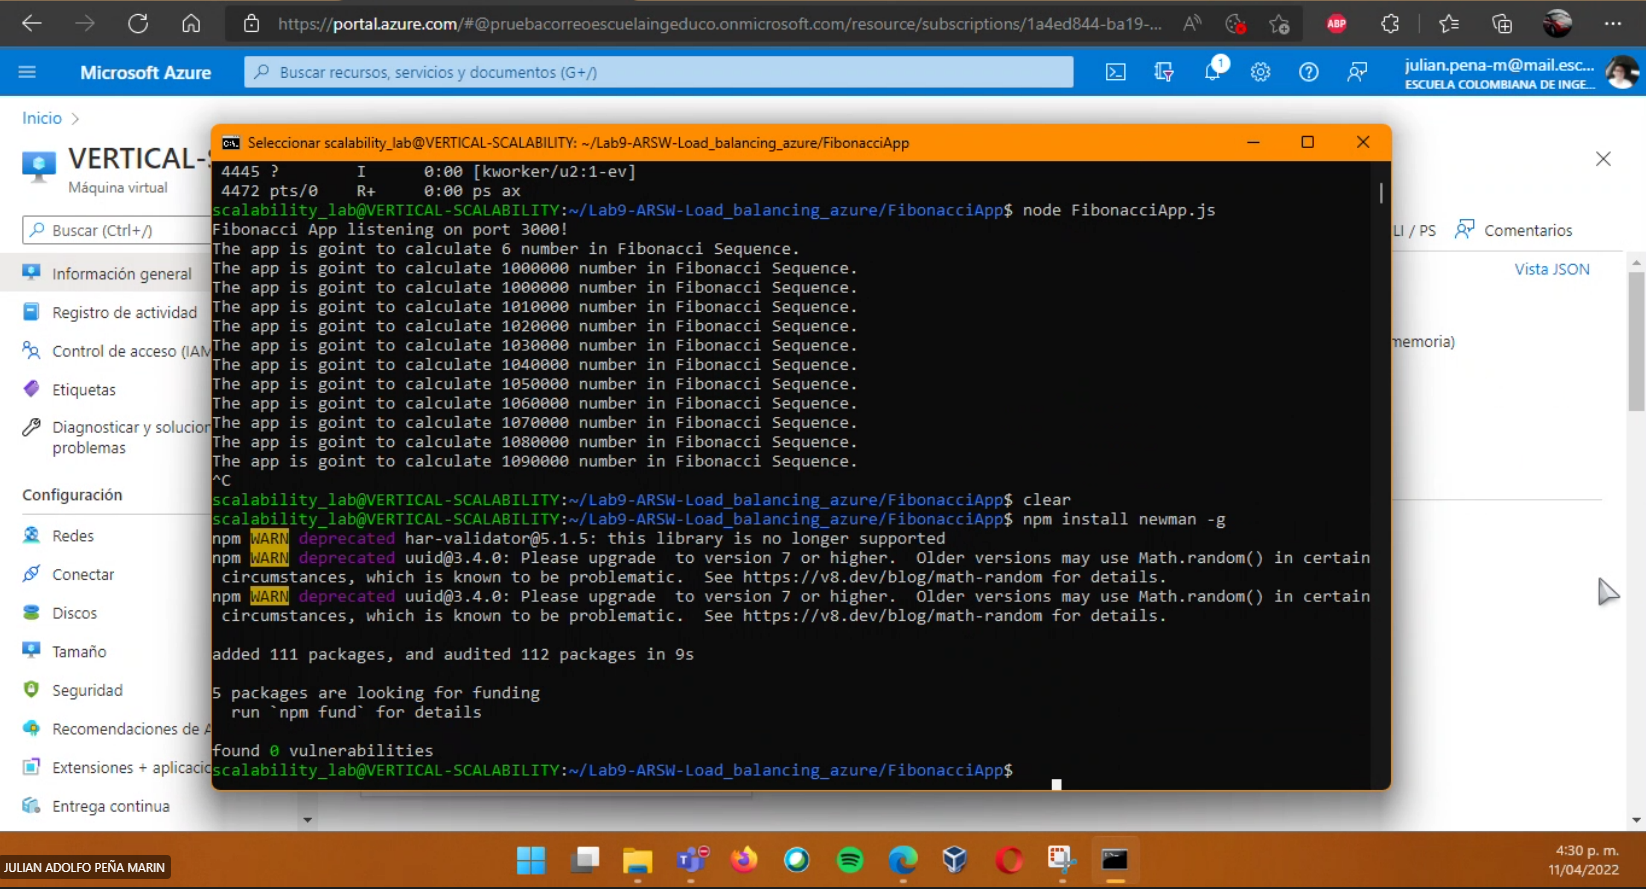 https://portal.azure.com/#@pruebacorreoescuelaingeduco.onmicrosoft.com/resource/subscriptions/1a4ed844-ba19-...
ABP
Microsoft Azure
Buscar recursos, servicios y documentos (G+/)
1
julian.pena-m@mail.esc...
ESCUELA COLOMBIANA DE INGE...
Inicio
VERTICAL-S
Máquina virtual
Buscar (Ctrl+/)
LI / PS
Comentarios
Información general
Vista JSON
Registro de actividad
Control de acceso (IAM
memoria)
Etiquetas
Diagnosticar y solucion
problemas
Configuración
Redes
Conectar
Discos
Tamaño
Seguridad
Recomendaciones de A
Extensiones + aplicacio
Entrega continua
Seleccionar scalability_lab@VERTICAL-SCALABILITY: ~/Lab9-ARSW-Load_balancing_azure/FibonacciApp
4445 ?        I      0:00 [kworker/u2:1-ev]
4472 pts/0    R+     0:00 ps ax
scalability_lab@VERTICAL-SCALABILITY:~/Lab9-ARSW-Load_balancing_azure/FibonacciApp$ node FibonacciApp.js
Fibonacci App listening on port 3000!
The app is goint to calculate 6 number in Fibonacci Sequence.
The app is goint to calculate 1000000 number in Fibonacci Sequence.
The app is goint to calculate 1000000 number in Fibonacci Sequence.
The app is goint to calculate 1010000 number in Fibonacci Sequence.
The app is goint to calculate 1020000 number in Fibonacci Sequence.
The app is goint to calculate 1030000 number in Fibonacci Sequence.
The app is goint to calculate 1040000 number in Fibonacci Sequence.
The app is goint to calculate 1050000 number in Fibonacci Sequence.
The app is goint to calculate 1060000 number in Fibonacci Sequence.
The app is goint to calculate 1070000 number in Fibonacci Sequence.
The app is goint to calculate 1080000 number in Fibonacci Sequence.
The app is goint to calculate 1090000 number in Fibonacci Sequence.
^C
scalability_lab@VERTICAL-SCALABILITY:~/Lab9-ARSW-Load_balancing_azure/FibonacciApp$ clear
scalability_lab@VERTICAL-SCALABILITY:~/Lab9-ARSW-Load_balancing_azure/FibonacciApp$ npm install newman -g
npm WARN deprecated har-validator@5.1.5: this library is no longer supported
npm WARN deprecated uuid@3.4.0: Please upgrade  to version 7 or higher.  Older versions may use Math.random() in certain
circumstances, which is known to be problematic.  See https://v8.dev/blog/math-random for details.
npm WARN deprecated uuid@3.4.0: Please upgrade  to version 7 or higher.  Older versions may use Math.random() in certain
circumstances, which is known to be problematic.  See https://v8.dev/blog/math-random for details.
added 111 packages, and audited 112 packages in 9s
5 packages are looking for funding
run `npm fund` for details
found 0 vulnerabilities
scalability_lab@VERTICAL-SCALABILITY:~/Lab9-ARSW-Load_balancing_azure/FibonacciApp$
JULIAN ADOLFO PEÑA MARIN
4:30 p. m.
11/04/2022